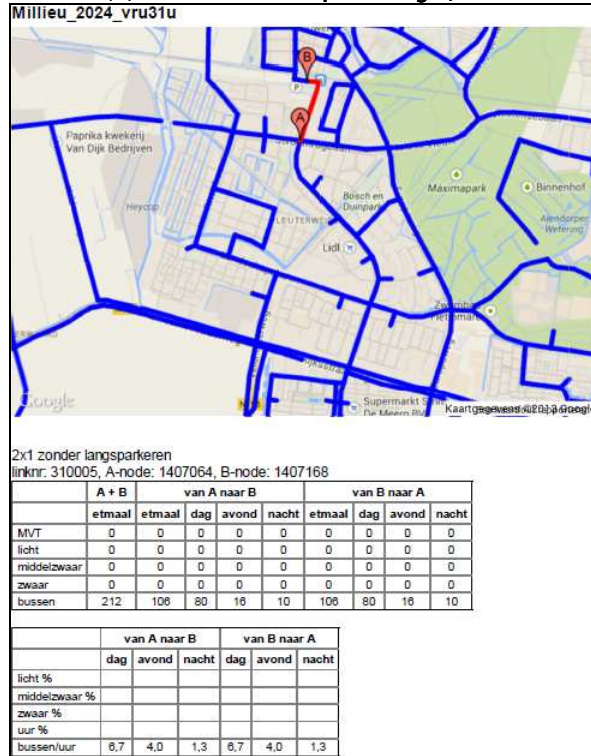 Millieu_2024_vru31u
B
P
A
Paprika kwekerij
Van Dijk Bedrijven
Heycop
Bosch en
Duinpark
Máximapark
Binnenhof
Alendorper
Wetering
Lidl
Supermarkt
De Meern BV
Google
2x1 zonder langsparkeren
linknr: 310005, A-node: 1407064, B-node: 1407168
A + B van A naar B van B naar A
etmaal etmaal dag avond nacht etmaal dag avond nacht
MVT 0 0 0 0 0 0 0 0 0
licht 0 0 0 0 0 0 0 0 0
middelzwaar 0 0 0 0 0 0 0 0 0
zwaar 0 0 0 0 0 0 0 0 0
bussen 212 106 80 16 10 106 80 16 10
van A naar B van B naar A
dag avond nacht dag avond nacht
licht %
middelzwaar %
zwaar %
uur %
bussen/uur 6,7 4,0 1,3 6,7 4,0 1,3